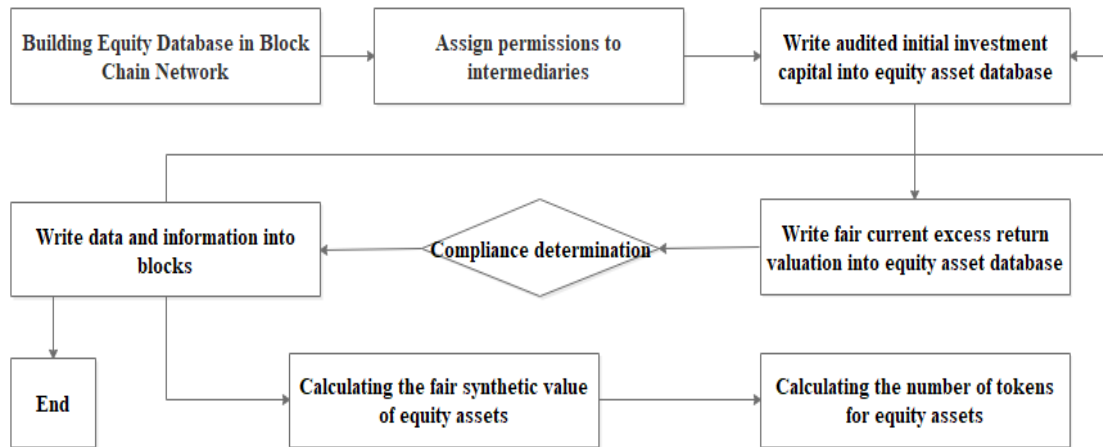 Building Equity Database in Block
Chain Network
Assign permissions to
intermediaries
Write audited initial investment
capital into equity asset database
Write data and information into
blocks
Compliance determination
Write fair current excess return
valuation into equity asset database
End
Calculating the fair synthetic value
of equity assets
Calculating the number of tokens
for equity assets